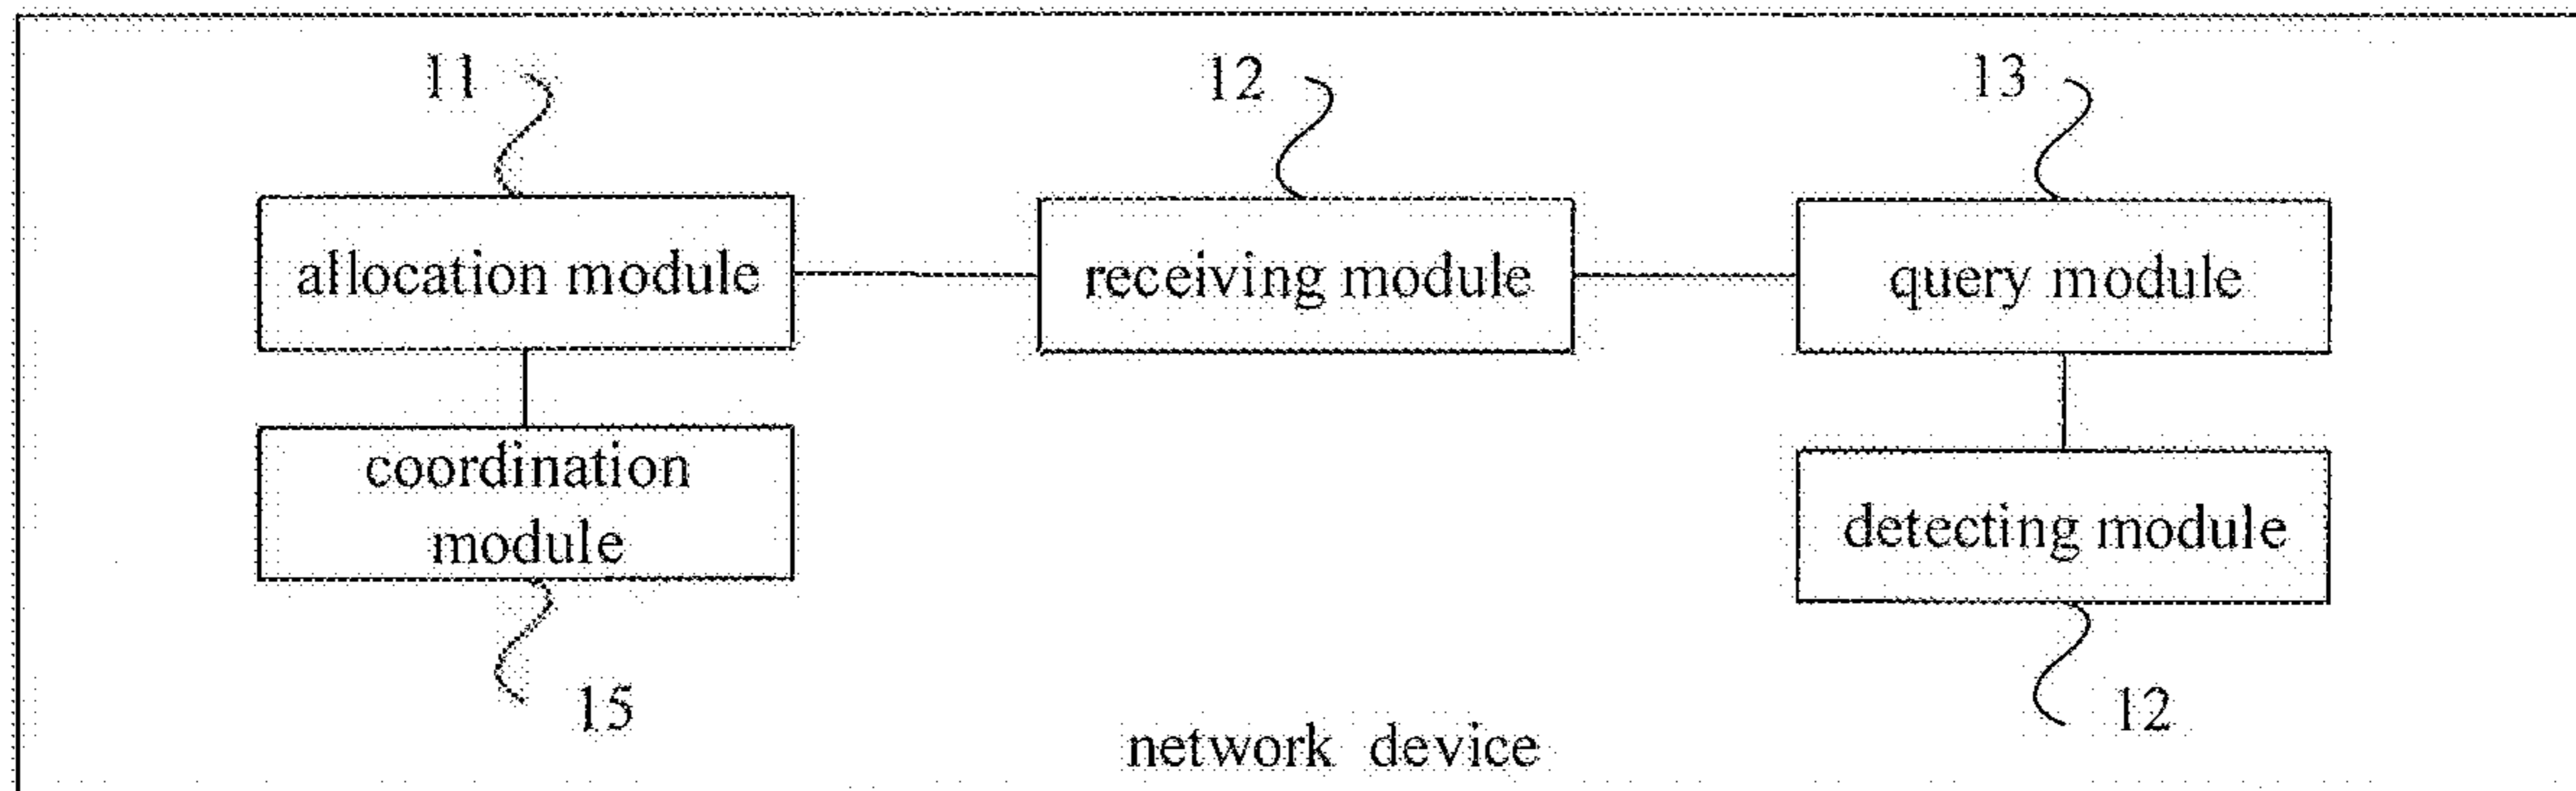 11
12
13
allocation module
receiving module
query module
coordination
module
detecting module
15
12
network device